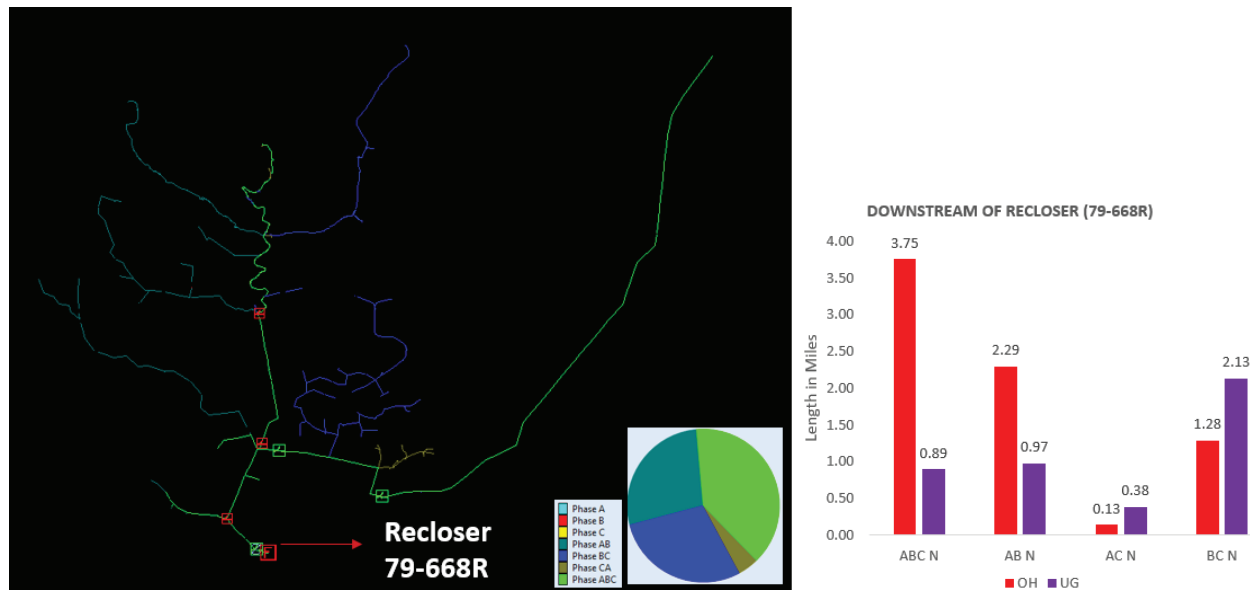 Recloser
79-668R
Phase A
Phase B
Phase C
Phase AB
Phase BC
Phase CA
Phase ABC
DOWNSTREAM OF RECLOSER (79-668R)
Length in Miles
4.00
3.50
3.00
2.50
2.00
1.50
1.00
0.50
0.00
3.75
0.89
2.29
0.97
0.13
0.38
1.28
2.13
ABC N
AB N
AC N
BC N
OH
UG